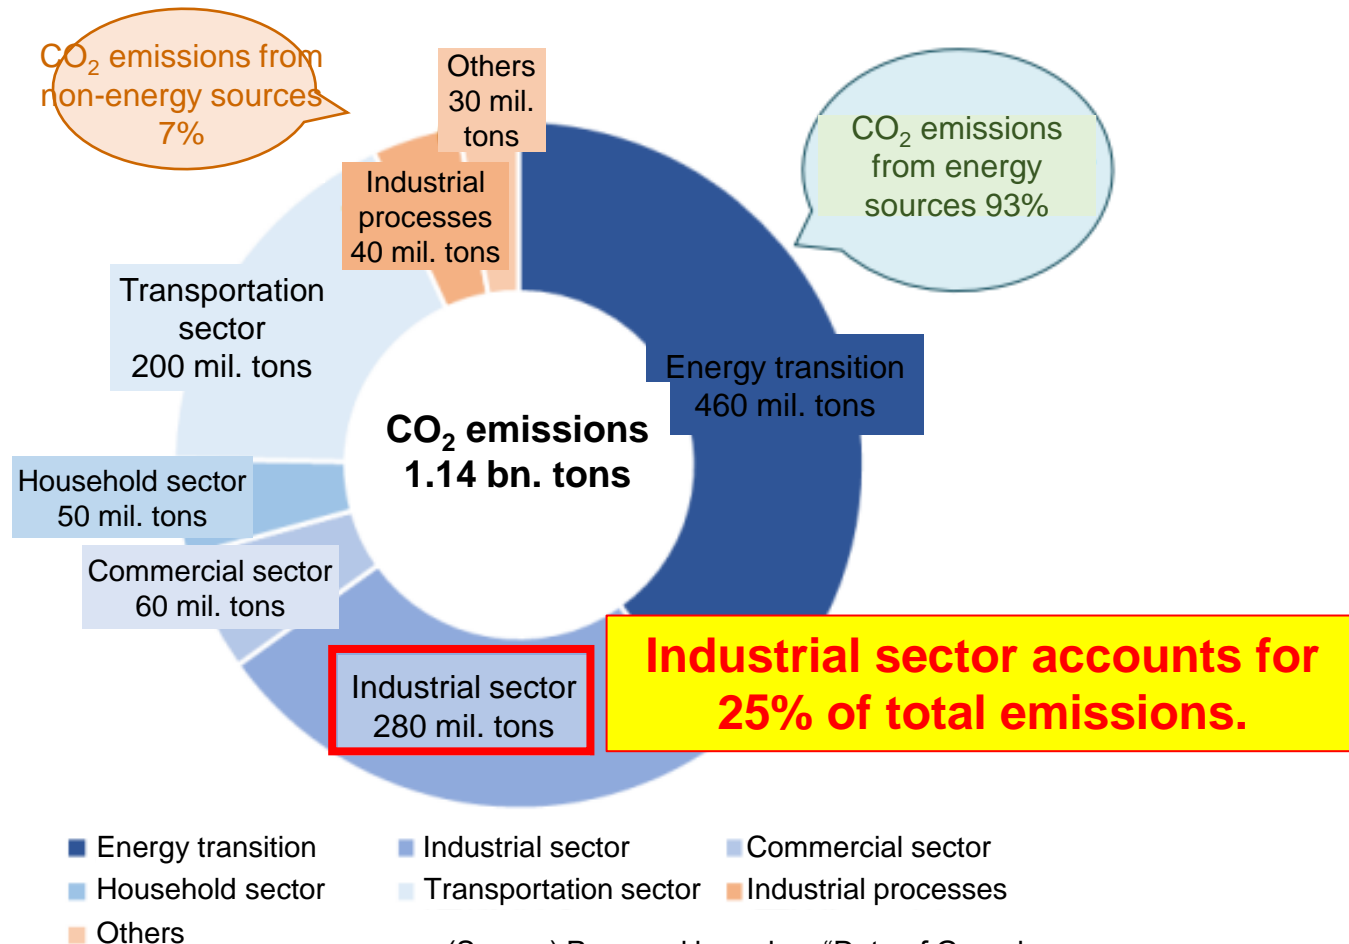 CO₂ emissions from
non-energy sources
7%
Others
30 mil.
tons
CO₂ emissions
from energy
sources 93%
Industrial
processes
40 mil. tons
Transportation
sector
200 mil. tons
Energy transition
460 mil. tons
CO₂ emissions
1.14 bn. tons
Household sector
50 mil. tons
Commercial sector
60 mil. tons
Industrial sector
280 mil. tons
Industrial sector accounts for
25% of total emissions.
Energy transition
Industrial sector
Commercial sector
Household sector
Transportation sector
Industrial processes
Others